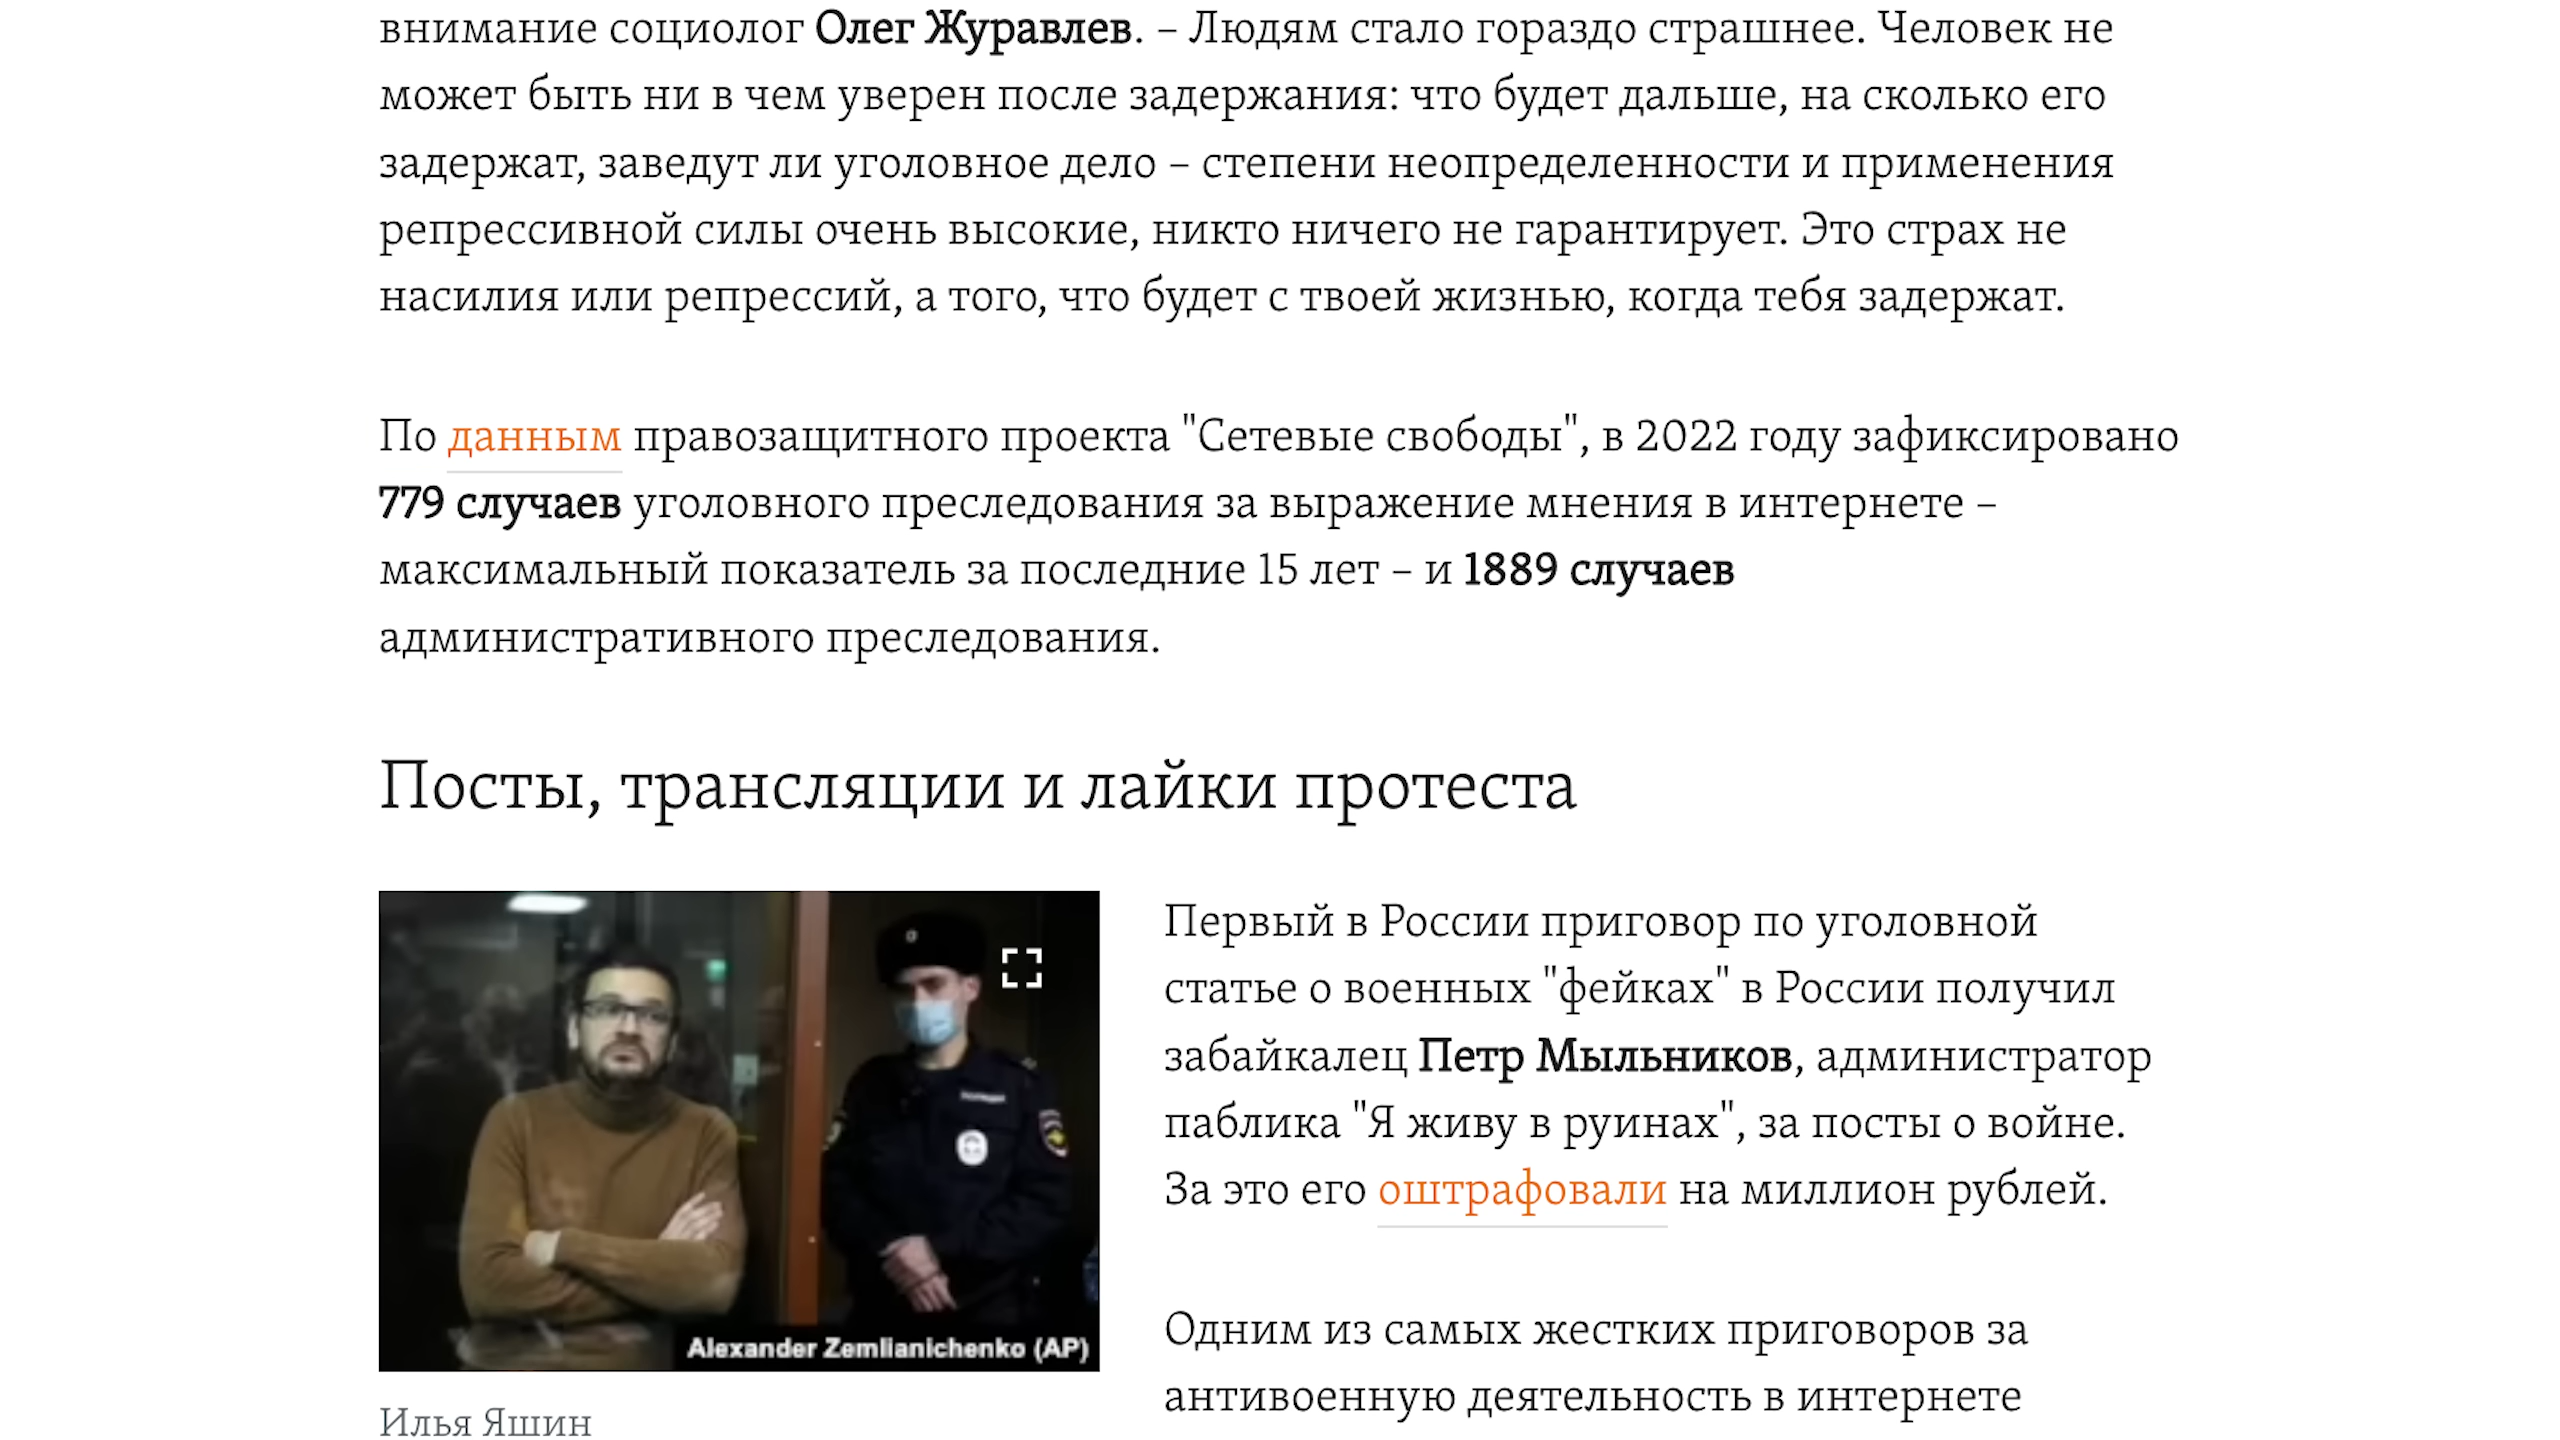 внимание социолог Олег Журавлев. – Людям стало гораздо страшнее. Человек не
может быть ни в чем уверен после задержания: что будет дальше, на сколько его
задержат, заведут ли уголовное дело – степени неопределенности и применения
репрессивной силы очень высокие, никто ничего не гарантирует. Это страх не
насилия или репрессий, а того, что будет с твоей жизнью, когда тебя задержат.
По данным правозащитного проекта "Сетевые свободы", в 2022 году зафиксировано
779 случаев уголовного преследования за выражение мнения в интернете –
максимальный показатель за последние 15 лет – и 1889 случаев
административного преследования.
Посты, трансляции и лайки протеста
Alexander Zemlianichenko (AP)
Илья Яшин
Первый в России приговор по уголовной
статье о военных "фейках" в России получил
забайкалец Петр Мыльников, администратор
паблика "Я живу в руинах", за посты о войне.
За это его оштрафовали на миллион рублей.
Одним из самых жестких приговоров за
антивоенную деятельность в интернете